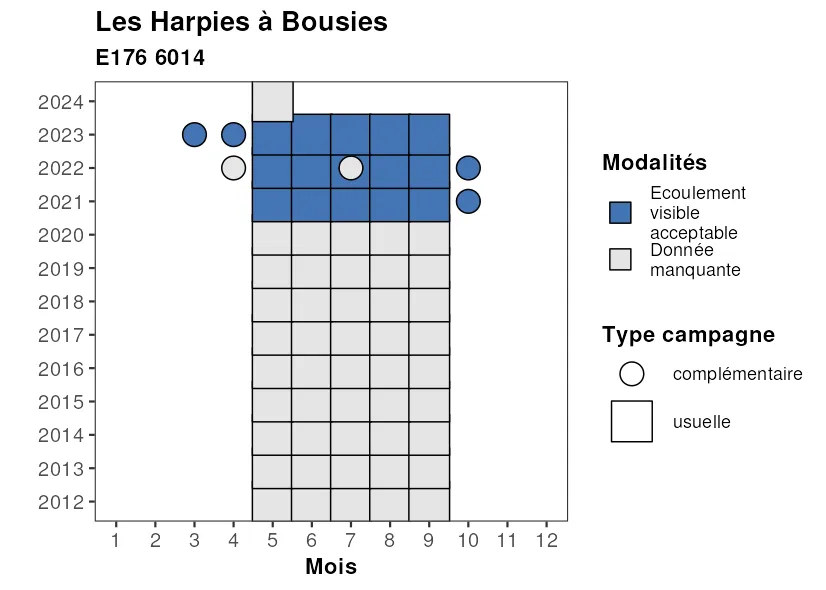 Les Harpies à Bousies
E176 6014
2024
2023
2022
2021
2020
2019
2018
2017
2016
2015
2014
2013
2012
1 2 3 4 5 6 7 8 9 10 11 12
Mois
Modalités
Ecoulement
visible
acceptable
Donnée
manquante
Type campagne
complémentaire
usuelle